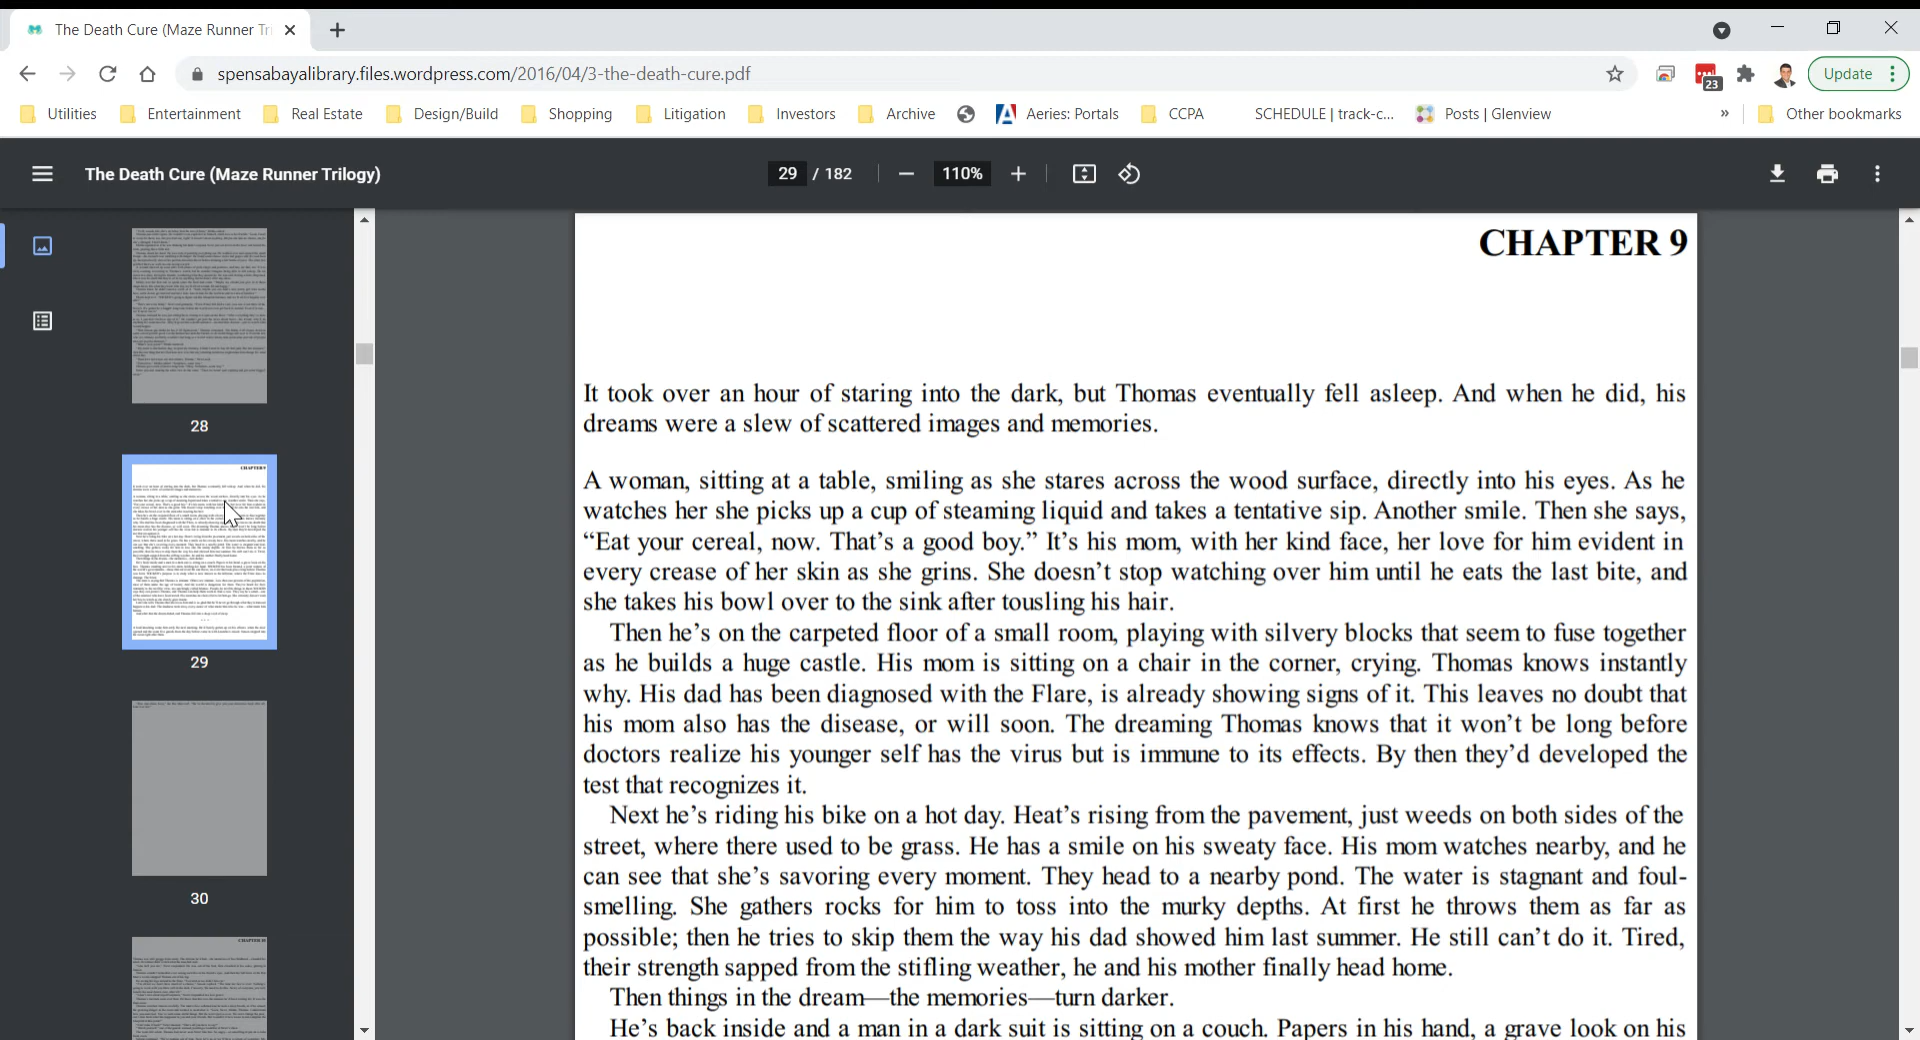 The Death Cure (Maze Runner Tri
spensabayalibrary.files.wordpress.com/2016/04/3-the-death-cure.pdf
23
Update
Utilities
Entertainment
Real Estate
Design/Build
Shopping
Litigation
Investors
Archive
Aeries: Portals
CCPA
SCHEDULE | track-c...
Posts | Glenview
»
Other bookmarks
The Death Cure (Maze Runner Trilogy)
29 / 182
110%
28
CHAPTER 9
29
30
CHAPTER 9
It took over an hour of staring into the dark, but Thomas eventually fell asleep. And when he did, his
dreams were a slew of scattered images and memories.
A woman, sitting at a table, smiling as she stares across the wood surface, directly into his eyes. As he
watches her she picks up a cup of steaming liquid and takes a tentative sip. Another smile. Then she says,
“Eat your cereal, now. That’s a good boy.” It’s his mom, with her kind face, her love for him evident in
every crease of her skin as she grins. She doesn’t stop watching over him until he eats the last bite, and
she takes his bowl over to the sink after tousling his hair.
Then he’s on the carpeted floor of a small room, playing with silvery blocks that seem to fuse together
as he builds a huge castle. His mom is sitting on a chair in the corner, crying. Thomas knows instantly
why. His dad has been diagnosed with the Flare, is already showing signs of it. This leaves no doubt that
his mom also has the disease, or will soon. The dreaming Thomas knows that it won’t be long before
doctors realize his younger self has the virus but is immune to its effects. By then they’d developed the
test that recognizes it.
Next he’s riding his bike on a hot day. Heat’s rising from the pavement, just weeds on both sides of the
street, where there used to be grass. He has a smile on his sweaty face. His mom watches nearby, and he
can see that she’s savoring every moment. They head to a nearby pond. The water is stagnant and foul-
smelling. She gathers rocks for him to toss into the murky depths. At first he throws them as far as
possible; then he tries to skip them the way his dad showed him last summer. He still can’t do it. Tired,
their strength sapped from the stifling weather, he and his mother finally head home.
Then things in the dream—the memories—turn darker.
He’s back inside and a man in a dark suit is sitting on a couch. Papers in his hand, a grave look on his